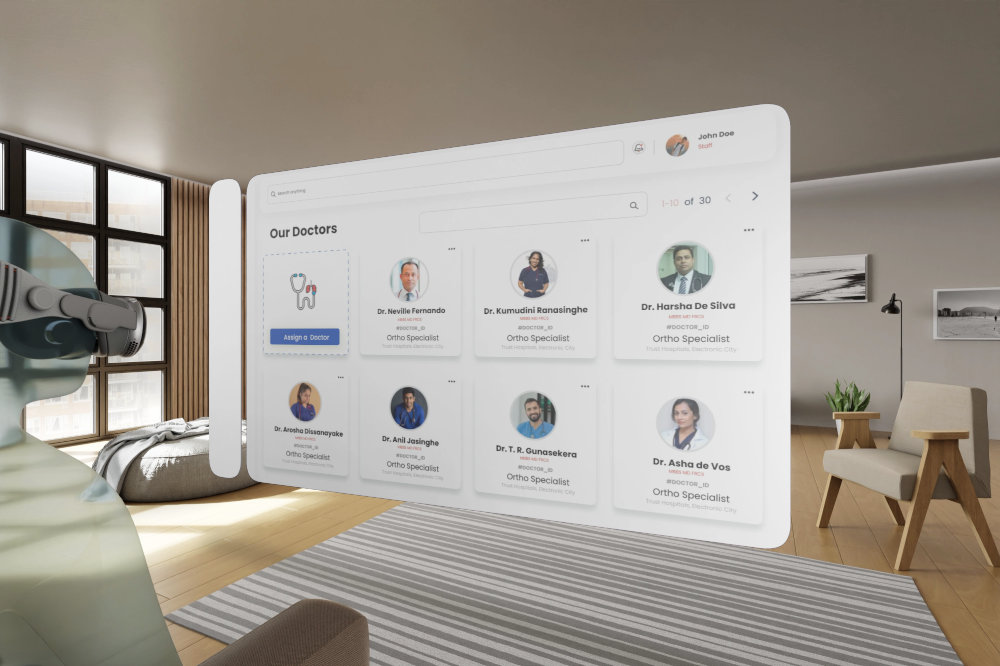 Search anything
John Doe
Staff
Our Doctors
1-10 of 30
Assign a Doctor
Dr. Neville Fernando
MBBS MD FRCS
#DOCTOR_ID
Ortho Specialist
Trust Hospitals, Electronic City
Dr. Kumudini Ranasinghe
MBBS MD FRCS
#DOCTOR_ID
Ortho Specialist
Trust Hospitals, Electronic City
Dr. Harsha De Silva
MBBS MD FRCS
#DOCTOR_ID
Ortho Specialist
Trust Hospitals, Electronic City
Dr. Arosha Dissanayake
MBBS MD FRCS
#DOCTOR_ID
Ortho Specialist
Trust Hospitals, Electronic City
Dr. Anil Jasinghe
MBBS MD FRCS
#DOCTOR_ID
Ortho Specialist
Trust Hospitals, Electronic City
Dr. T. R. Gunasekera
MBBS MD FRCS
#DOCTOR_ID
Ortho Specialist
Trust Hospitals, Electronic City
Dr. Asha de Vos
MBBS MD FRCS
#DOCTOR_ID
Ortho Specialist
Trust Hospitals, Electronic City